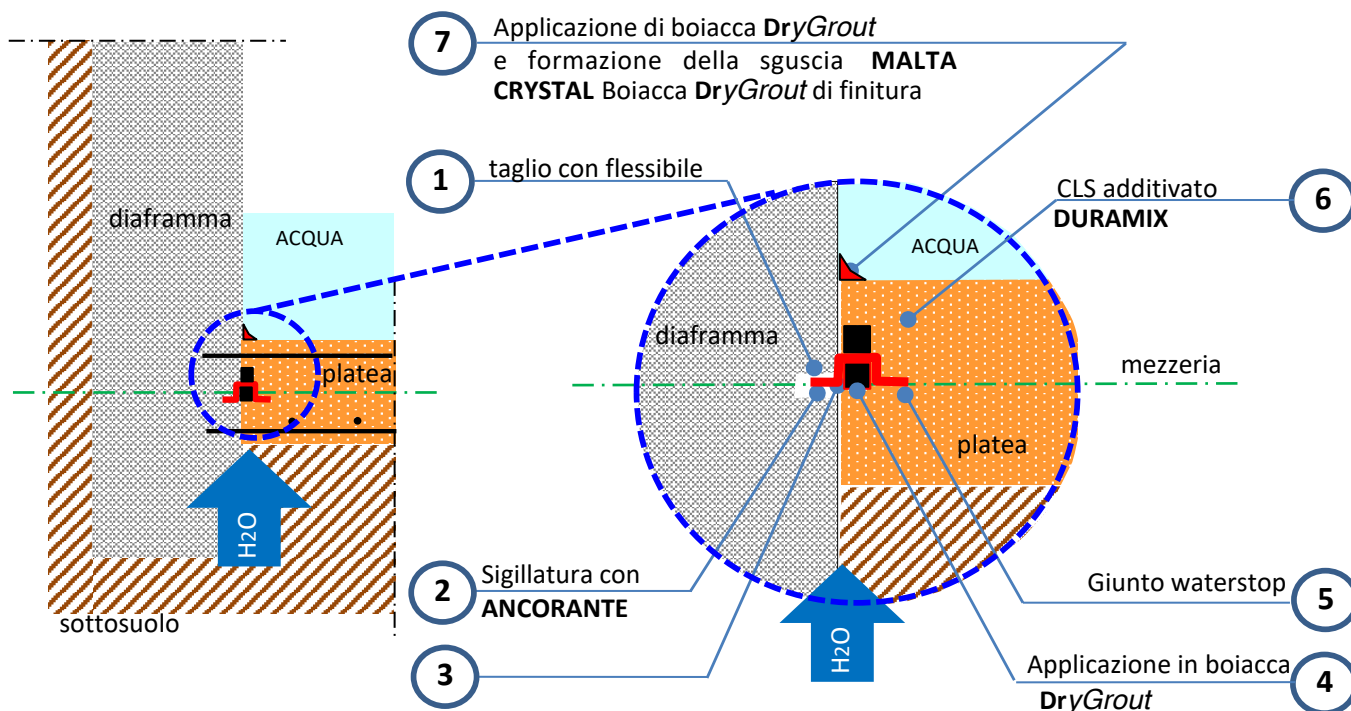 7
Applicazione di boiacca DryGrout
e formazione della sguscia MALTA
CRYSTAL Boiacca DryGrout di finitura
1
taglio con flessibile
CLS additivato
DURAMIX
6
diaframma
ACQUA
ACQUA
diaframma
platea
mezzeria
platea
H2O
2
Sigillatura con
ANCORANTE
Giunto waterstop
5
sottosuolo
H2O
3
Applicazione in boiacca
DryGrout
4